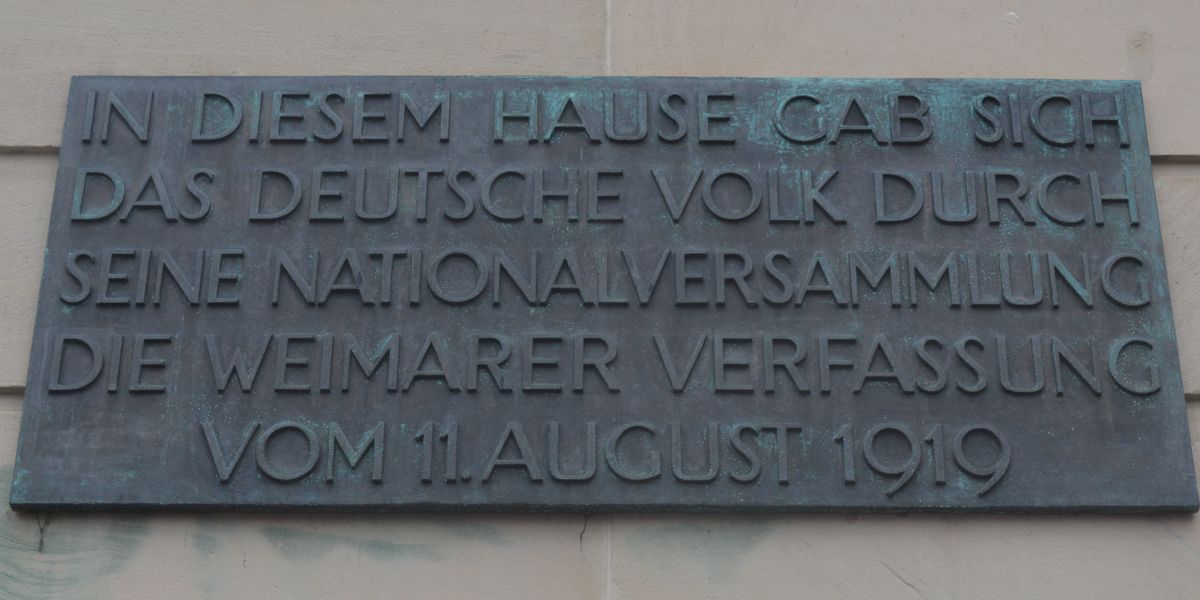 IN DIESEM HAUSE GAB SICH
DAS DEUTSCHE VOLK DURCH
SEINE NATIONALVERSAMMLUNG
DIE WEIMARER VERFASSUNG
VOM 11. AUGUST 1919